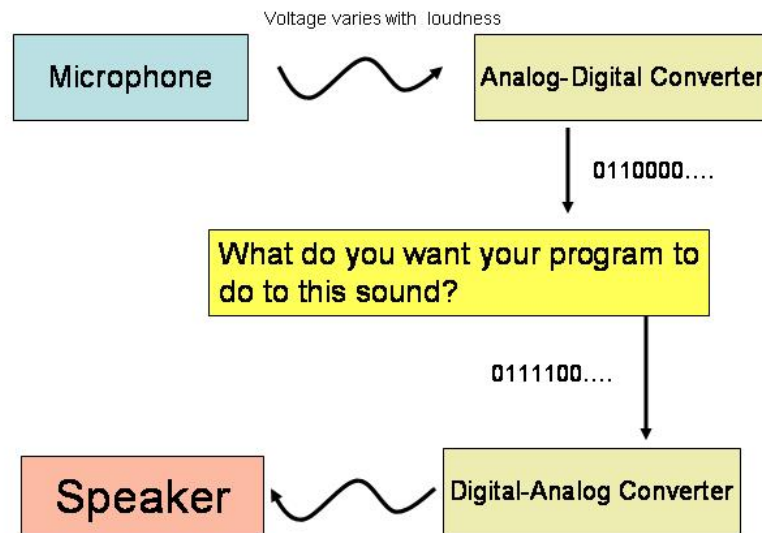 Voltage varies with loudness
Microphone
Analog-Digital Converter
0110000....
What do you want your program to
do to this sound?
0111100....
Speaker
Digital-Analog Converter